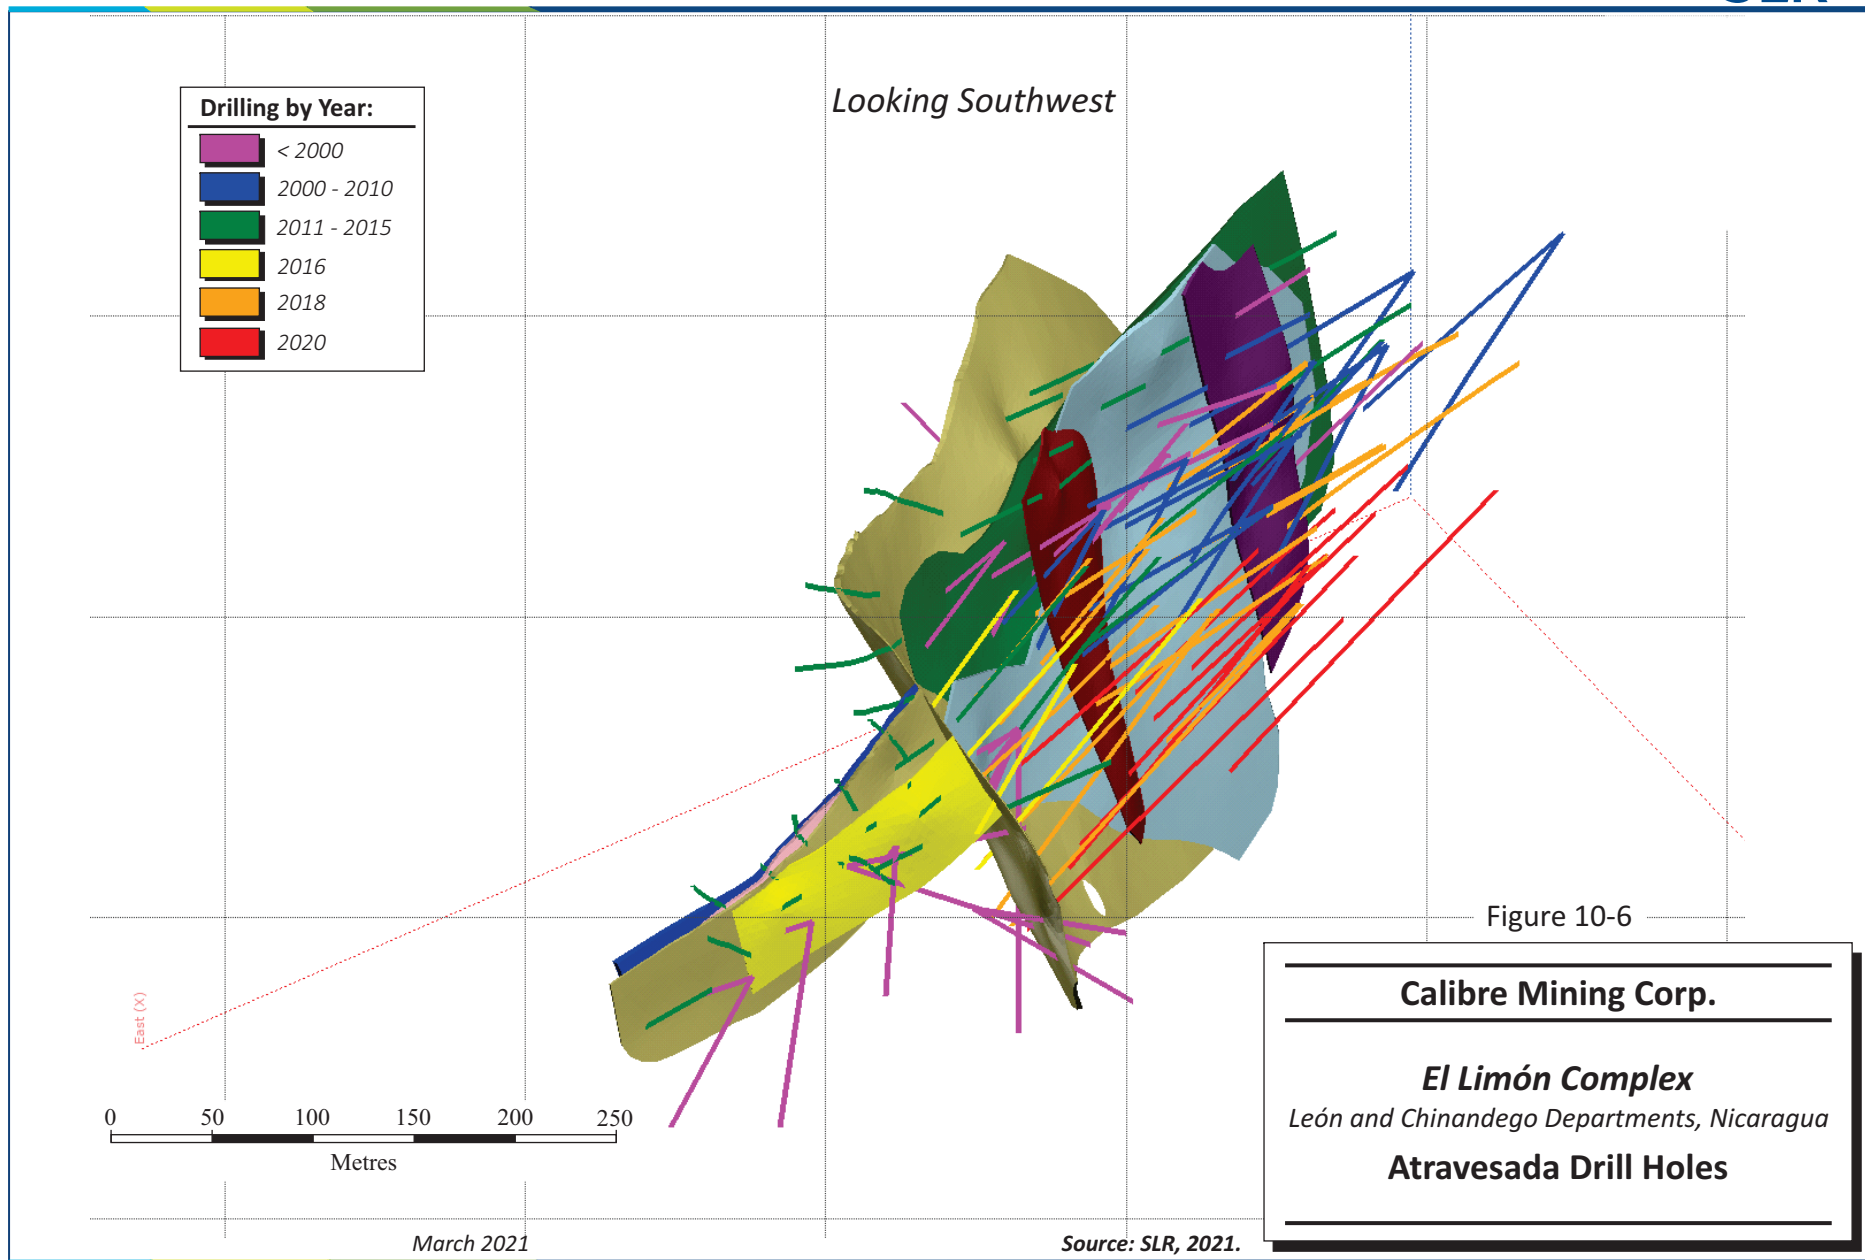 SLR
Looking Southwest
Drilling by Year:
< 2000
2000 - 2010
2011 - 2015
2016
2018
2020
East (X)
Figure 10-6
Calibre Mining Corp.
El Limón Complex
León and Chinandego Departments, Nicaragua
Atravesada Drill Holes
0 50 100 150 200 250
Metres
March 2021
Source: SLR, 2021.